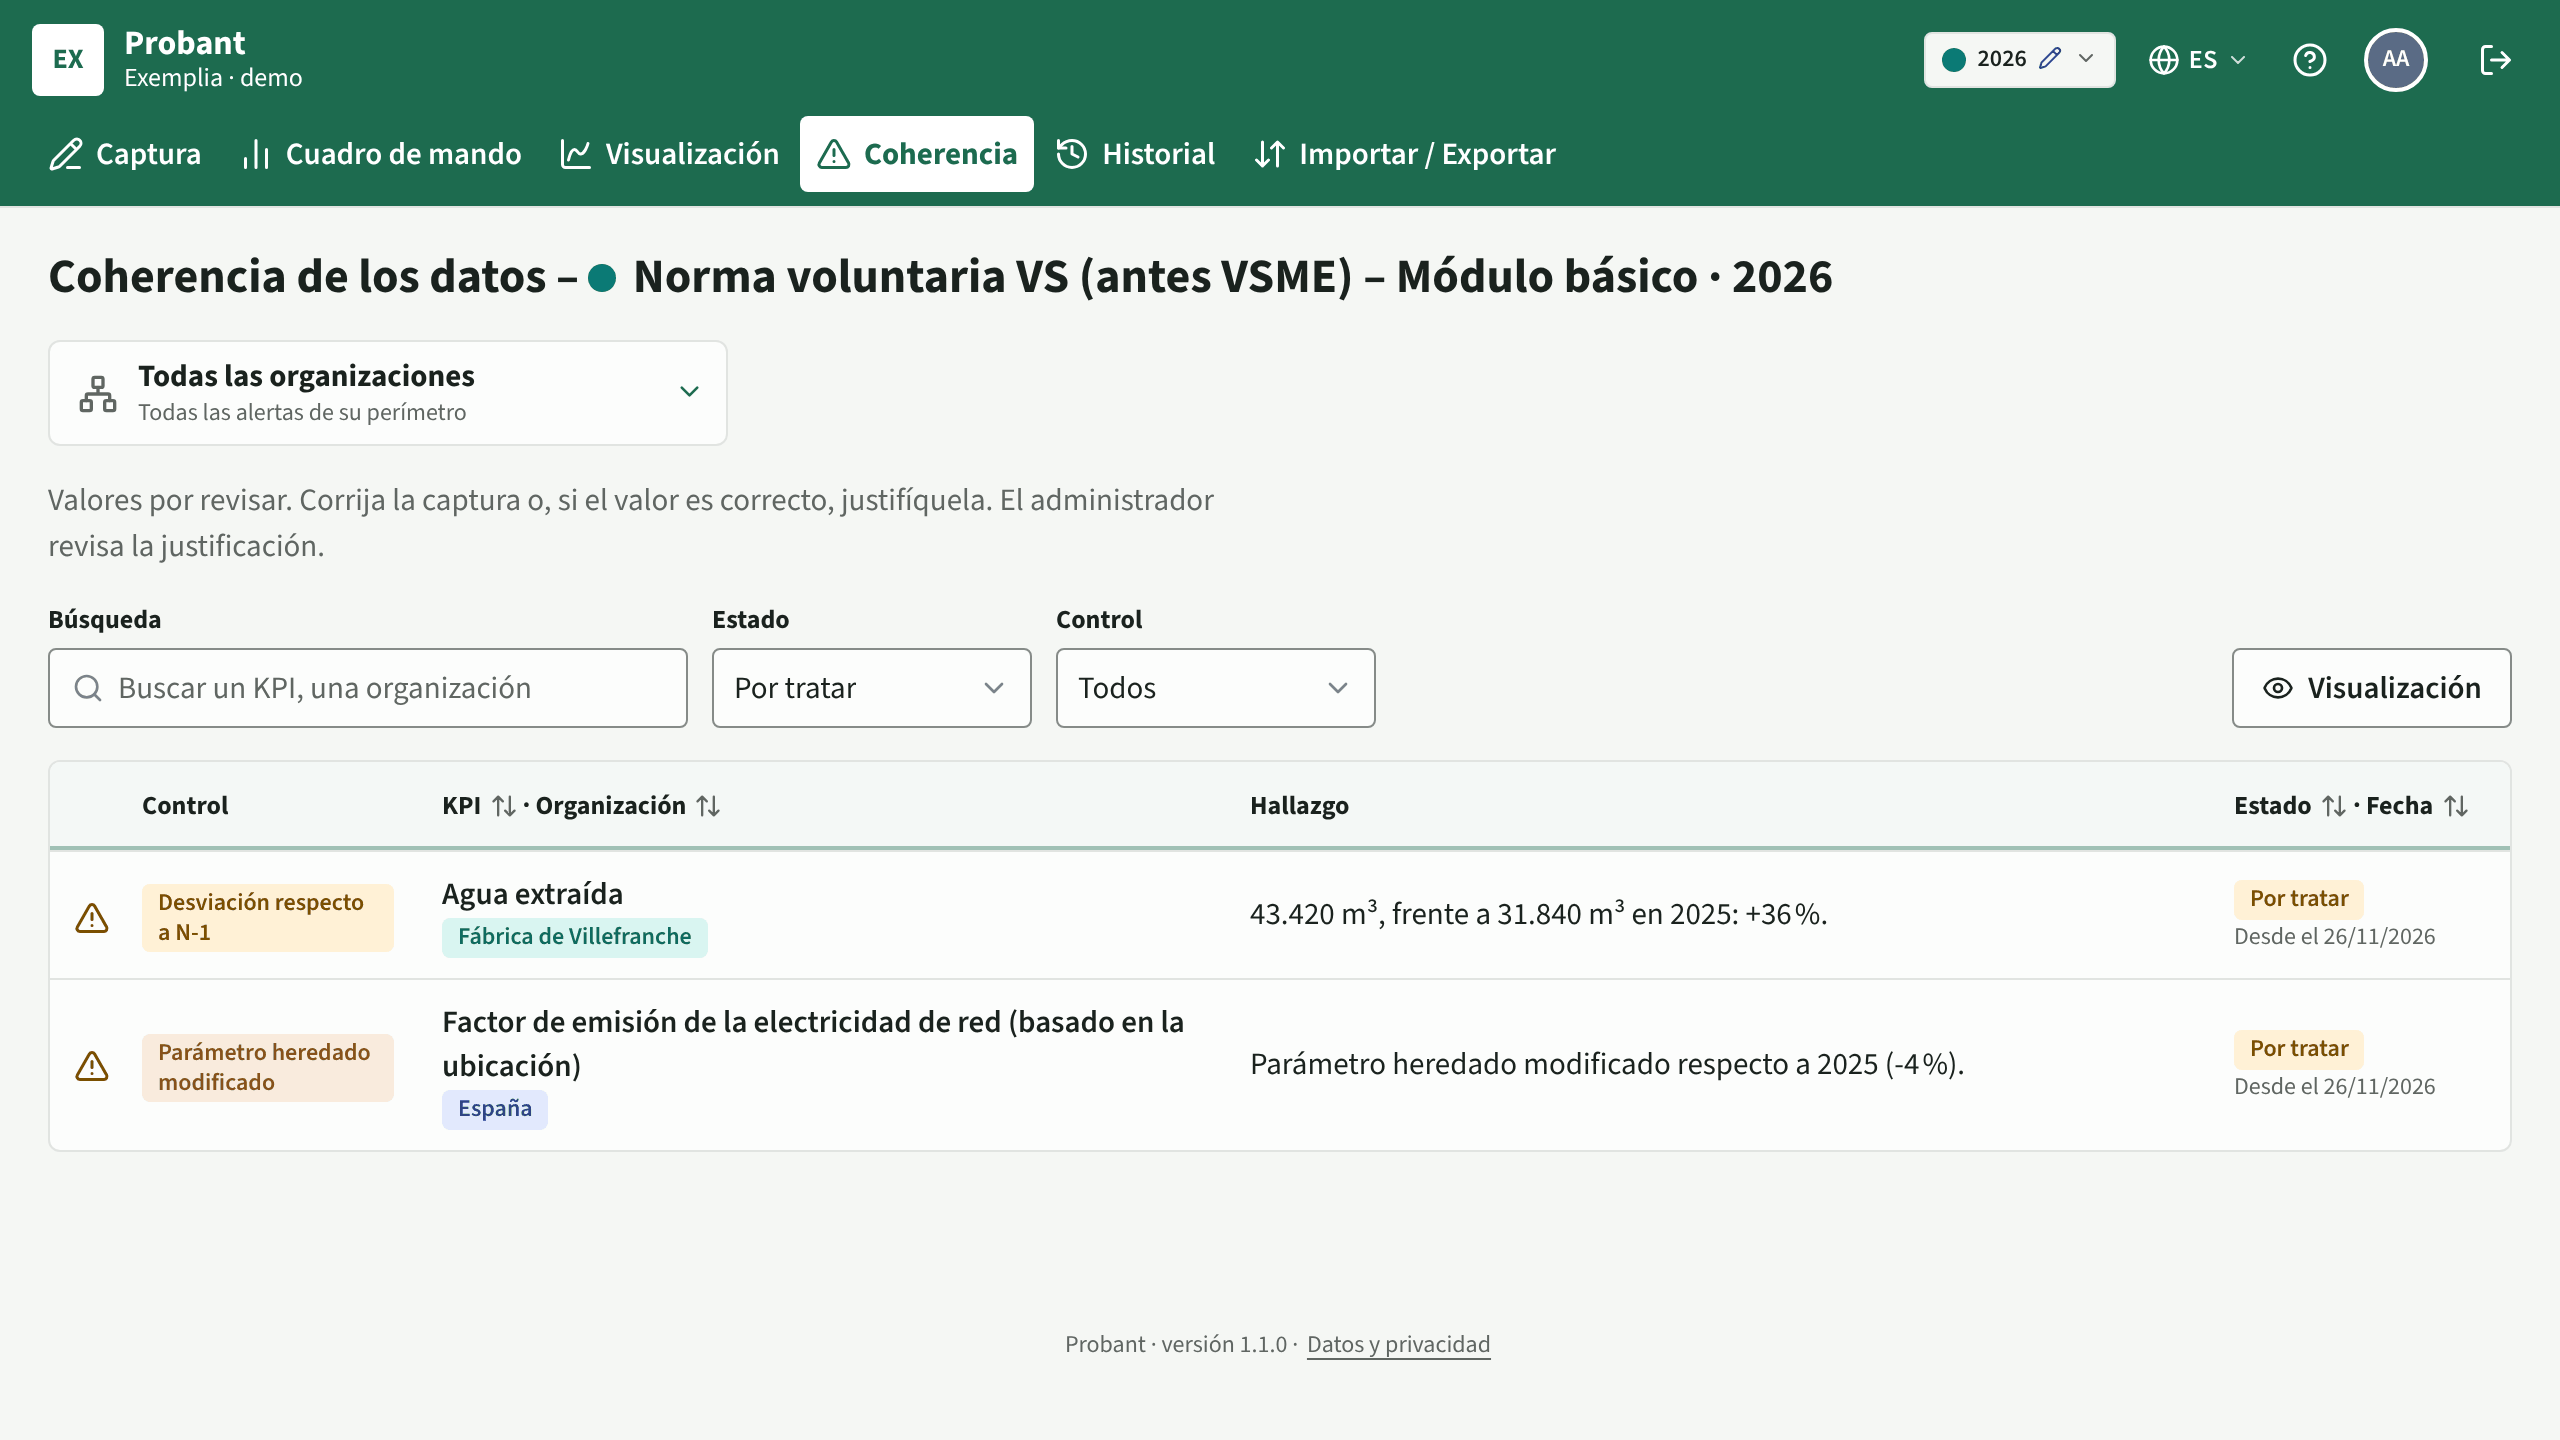 EX
Probant
Exemplia · demo
2026
ES
AA
Captura
Cuadro de mando
Visualización
Coherencia
Historial
Importar / Exportar
Coherencia de los datos – Norma voluntaria VS (antes VSME) – Módulo básico · 2026
Todas las organizaciones
Todas las alertas de su perímetro
Valores por revisar. Corrija la captura o, si el valor es correcto, justifíquela. El administrador
revisa la justificación.
Búsqueda
Estado
Control
Buscar un KPI, una organización
Por tratar
Todos
Visualización
Control
KPI · Organización
Hallazgo
Estado · Fecha
Desviación respecto
a N-1
Agua extraída
Fábrica de Villefranche
43.420 m³, frente a 31.840 m³ en 2025: +36 %.
Por tratar
Desde el 26/11/2026
Parámetro heredado
modificado
Factor de emisión de la electricidad de red (basado en la
ubicación)
España
Parámetro heredado modificado respecto a 2025 (-4 %).
Por tratar
Desde el 26/11/2026
Probant · versión 1.1.0 · Datos y privacidad